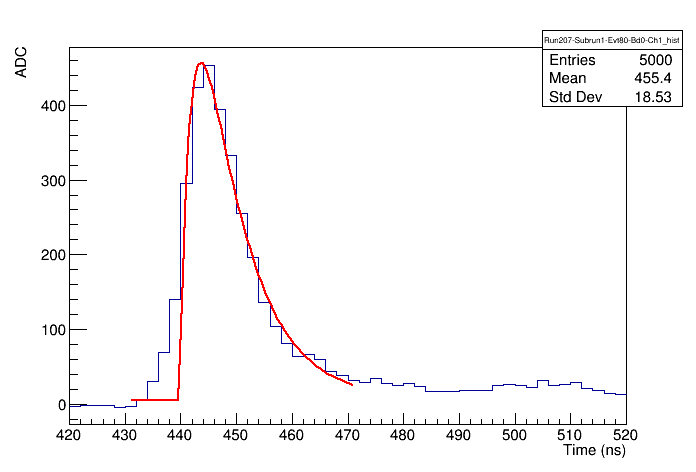 Run207-Subrun1-Evt80-Bd0-Ch1_hist
Entries 5000
Mean 455.4
Std Dev 18.53
ADC
400
300
200
100
0
420 430 440 450 460 470 480 490 500 510 520
Time (ns)